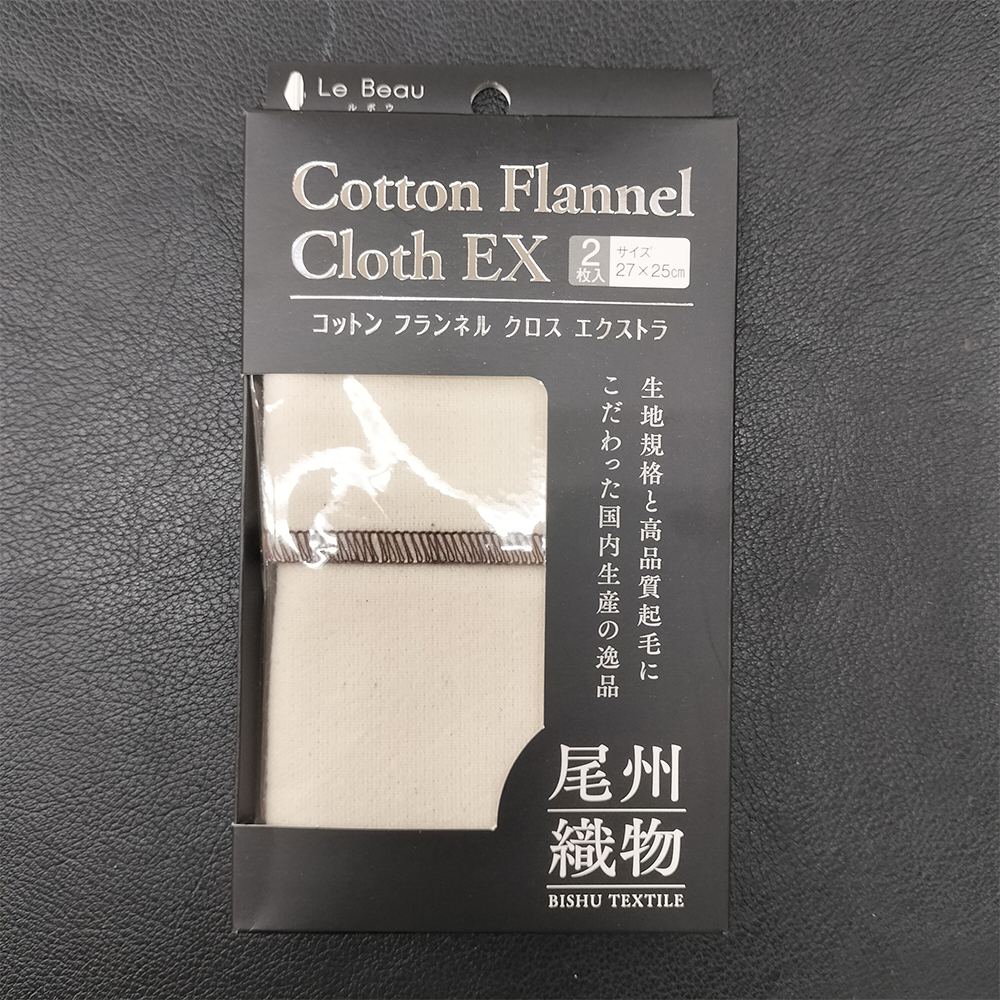 Le Beau
ルボウ
Cotton Flannel
Cloth EX
2
枚入
サイズ
27×25cm
コットン フランネル クロス エクストラ
生地規格と高品質起毛に
こだわった国内生産の逸品
尾州
織物
BISHU TEXTILE